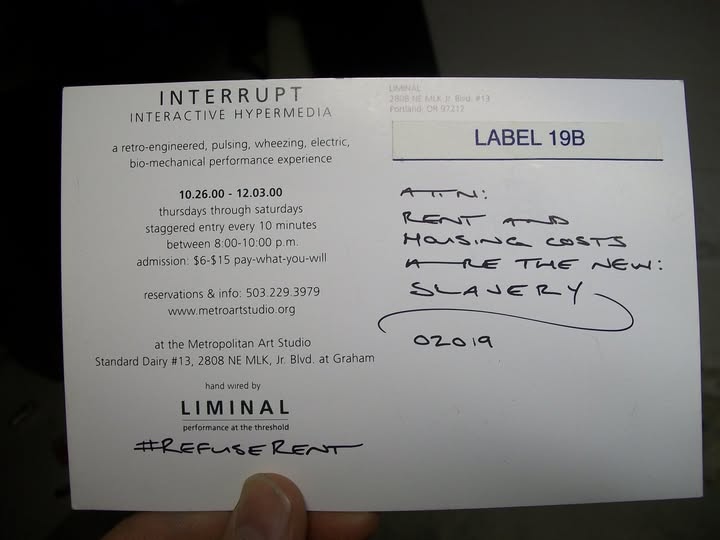 INTERRUPT
INTERACTIVE HYPERMEDIA
a retro-engineered, pulsing, wheezing, electric,
bio-mechanical performance experience
10.26.00 - 12.03.00
thursdays through saturdays
staggered entry every 10 minutes
between 8:00-10:00 p.m.
admission: $6-$15 pay-what-you-will
reservations & info: 503.229.3979
www.metroartstudio.org
at the Metropolitan Art Studio
Standard Dairy #13, 2808 NE MLK, Jr. Blvd. at Graham
hand wired by
LIMINAL
performance at the threshold
#REFUSERENT
LIMINAL
2808 NE MLK Jr. Blvd. #13
Portland, OR 97212
LABEL 19B
ATTN:
RENT AND
HOUSING COSTS
ARE THE NEW:
SLAVERY
02019